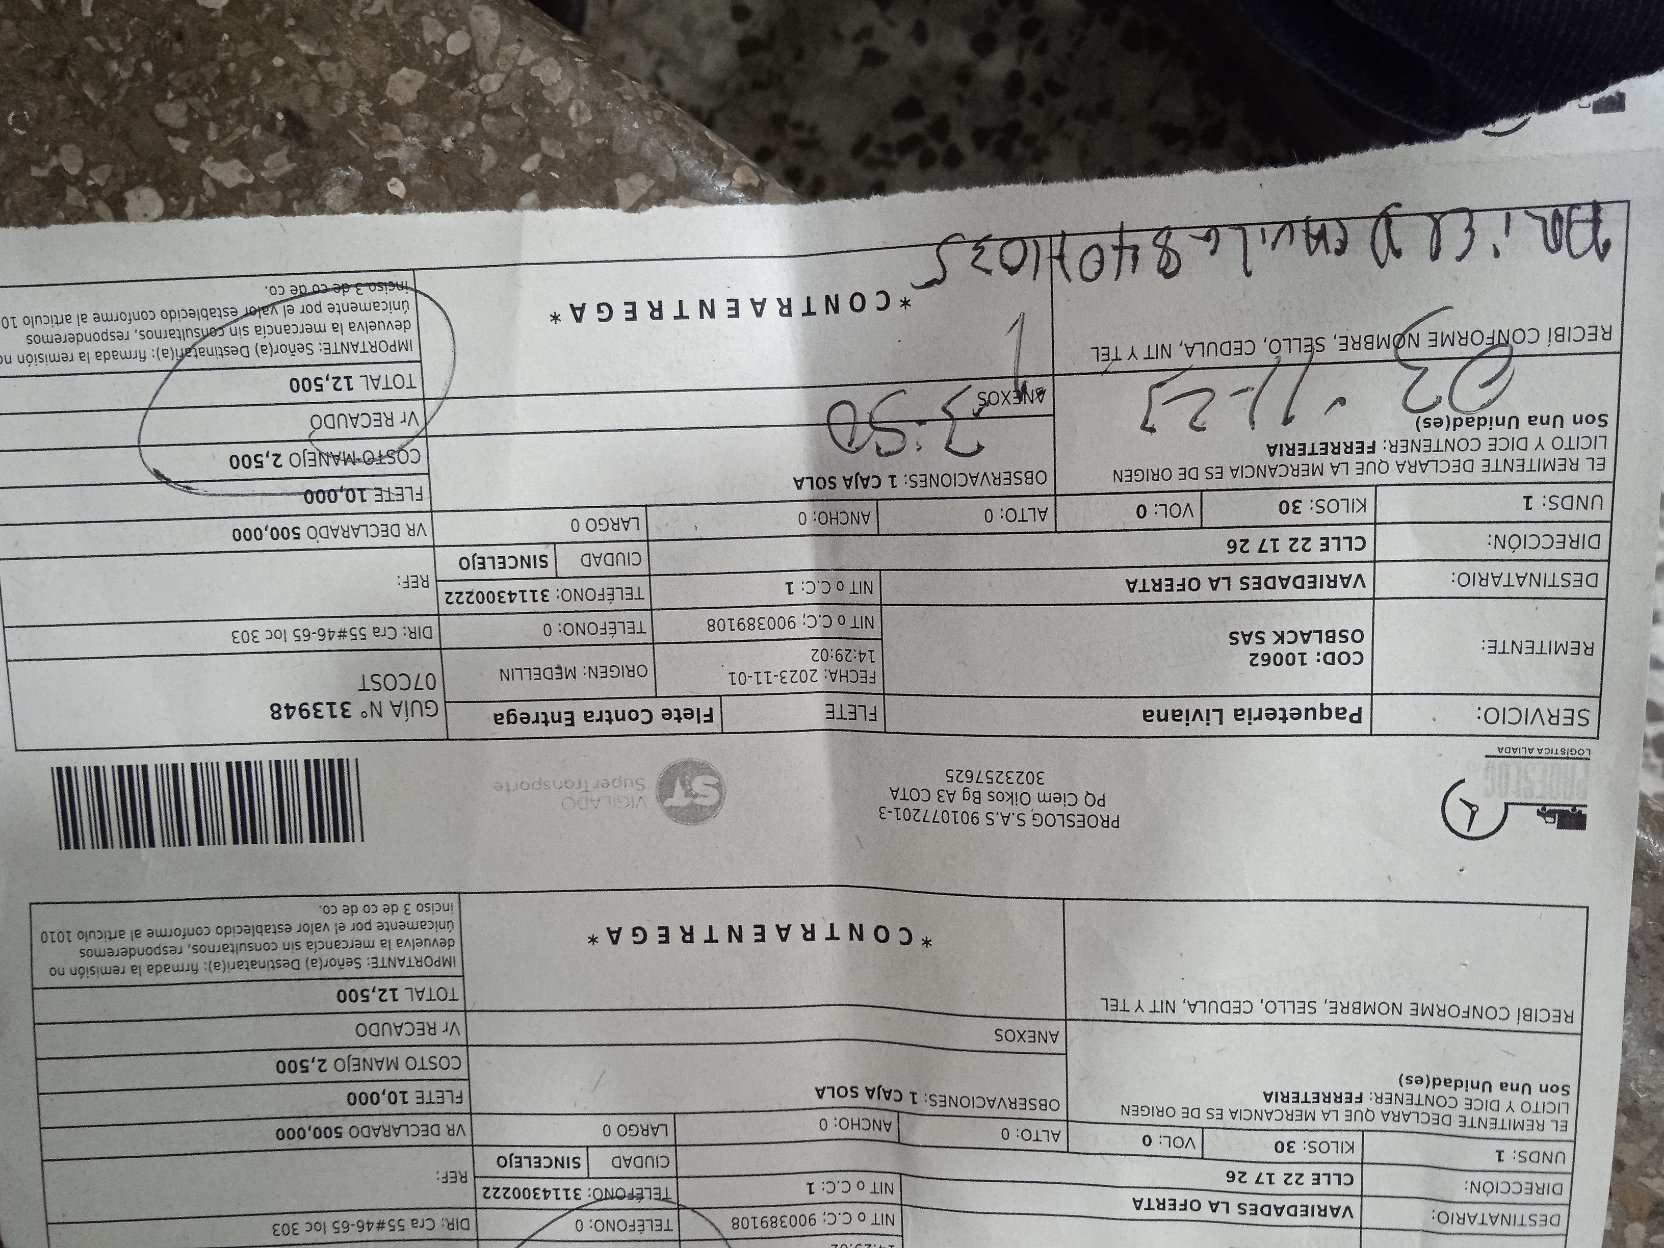 LOGÍSTICA ALIADA
PROESLOG S.A.S 901077201-3
PQ Ciem Oikos Bg A3 COTA
3023257625
ST
VIGILADO
SuperTransporte
SERVICIO: Paqueteria Liviana FLETE Flete Contra Entrega GUÍA N° 313948
07COST
REMITENTE: COD: 10062
OSBLACK SAS
FECHA: 2023-11-01
14:29:02
ORIGEN: MEDELLIN
NIT o C.C: 900389108 TELÉFONO: 0 DIR: Cra 55#46-65 loc 303
DESTINATARIO: VARIEDADES LA OFERTA NIT o C.C: 1 TELÉFONO: 3114300222 REF:
DIRECCIÓN: CLLE 22 17 26 CIUDAD SINCELEJO
UNDS: 1 KILOS: 30 VOL: 0 ALTO: 0 ANCHO: 0 LARGO 0 VR DECLARADO 500,000
EL REMITENTE DECLARA QUE LA MERCANCIA ES DE ORIGEN
LICITO Y DICE CONTENER: FERRETERIA
Son Una Unidad(es)
OBSERVACIONES: 1 CAJA SOLA
FLETE 10,000
COSTO MANEJO 2,500
03-11-23
3:50
ANEXOS
1
Vr RECAUDO
TOTAL 12,500
RECIBÍ CONFORME NOMBRE, SELLO, CEDULA, NIT Y TÉL
*CONTRAENTREGA*
IMPORTANTE: Señor(a) Destinatari(a): firmada la remisión no
devuelva la mercancía sin consultarnos, responderemos
únicamente por el valor establecido conforme al artículo 10
inciso 3 de co de co.
DIR: Cra 55#46-65 loc 303
NIT o C.C: 900389108 TELÉFONO: 0
DESTINATARIO: VARIEDADES LA OFERTA NIT o C.C: 1 TELÉFONO: 3114300222 REF:
DIRECCIÓN: CLLE 22 17 26 CIUDAD SINCELEJO
UNDS: 1 KILOS: 30 VOL: 0 ALTO: 0 ANCHO: 0 LARGO 0 VR DECLARADO 500,000
EL REMITENTE DECLARA QUE LA MERCANCIA ES DE ORIGEN
LICITO Y DICE CONTENER: FERRETERIA
Son Una Unidad(es)
OBSERVACIONES: 1 CAJA SOLA
FLETE 10,000
COSTO MANEJO 2,500
ANEXOS
Vr RECAUDO
TOTAL 12,500
RECIBÍ CONFORME NOMBRE, SELLO, CEDULA, NIT Y TEL
*CONTRAENTREGA*
IMPORTANTE: Señor(a) Destinatari(a): firmada la remisión no
devuelva la mercancía sin consultarnos, responderemos
únicamente por el valor establecido conforme al artículo 1010
inciso 3 de co de co.